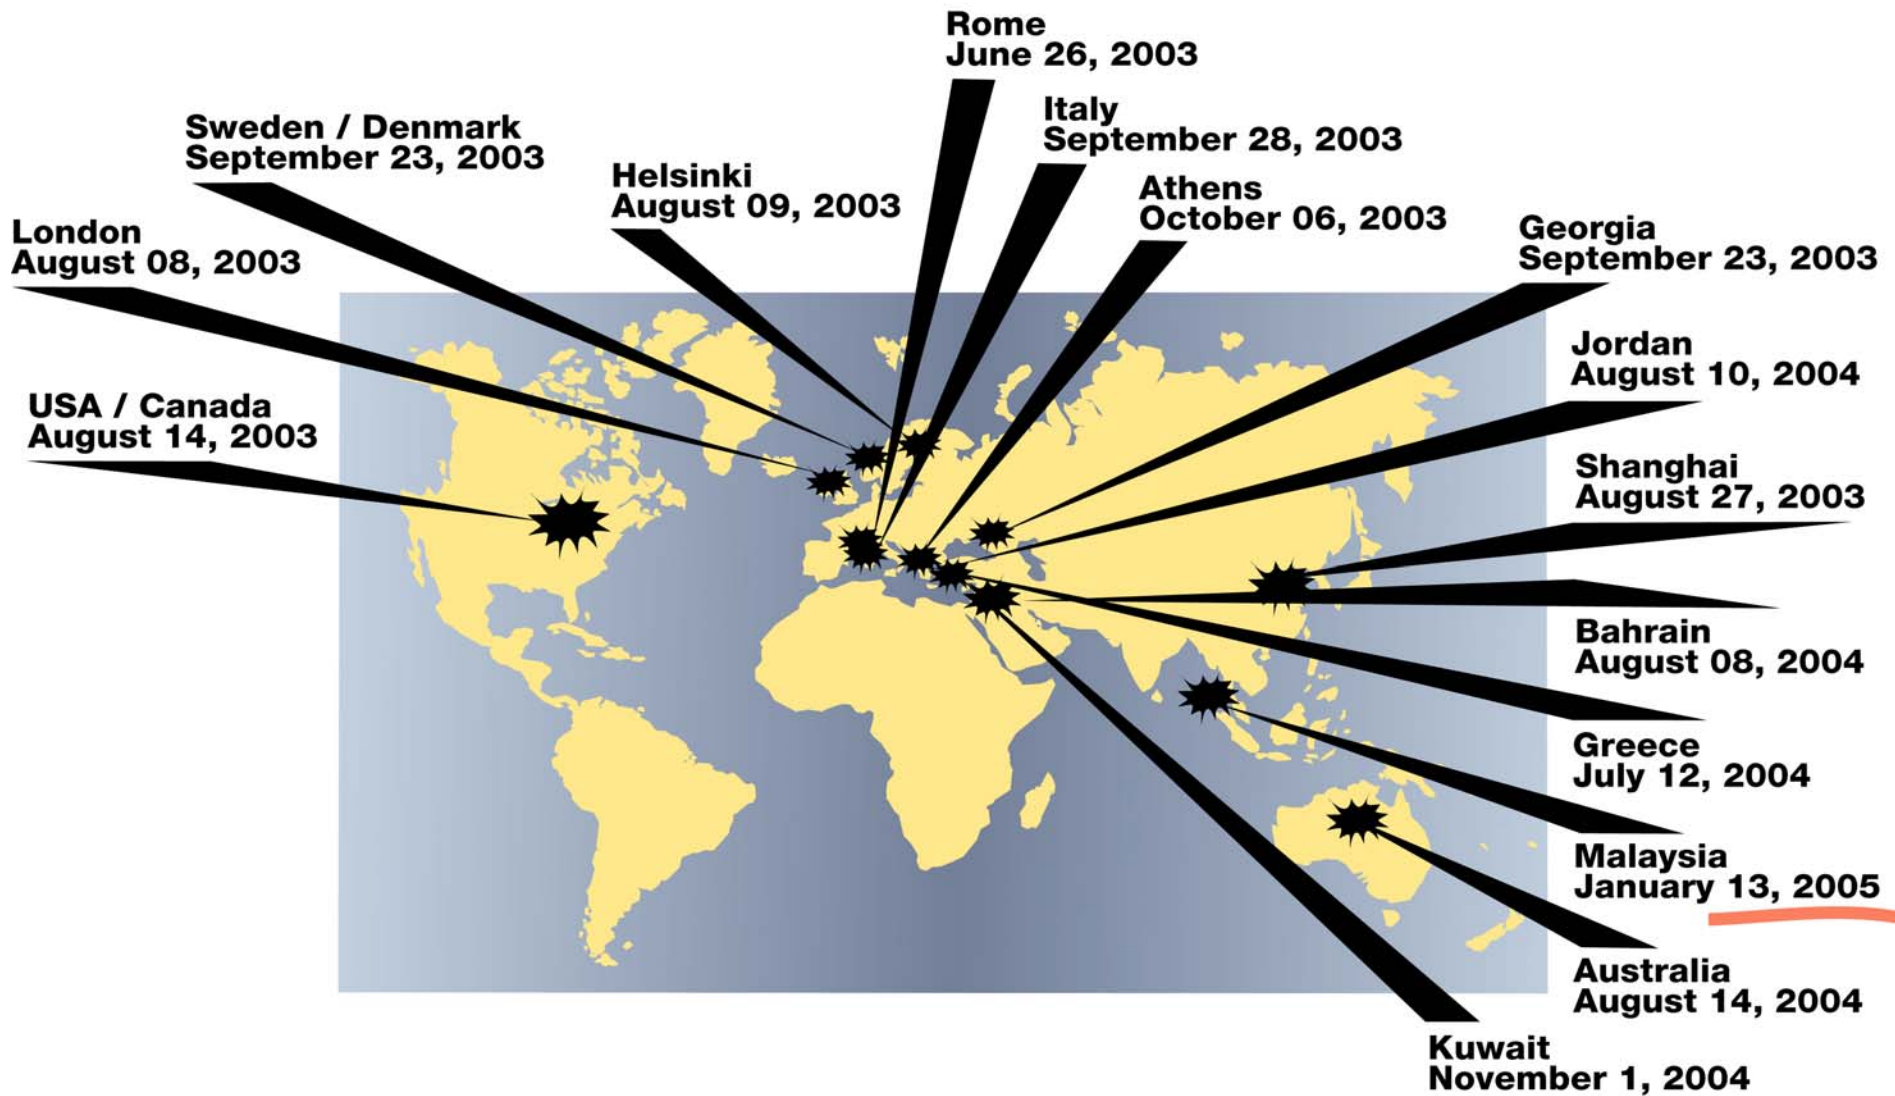 Rome
June 26, 2003
Italy
September 28, 2003
Sweden / Denmark
September 23, 2003
Helsinki
August 09, 2003
Athens
October 06, 2003
London
August 08, 2003
Georgia
September 23, 2003
Jordan
August 10, 2004
USA / Canada
August 14, 2003
Shanghai
August 27, 2003
Bahrain
August 08, 2004
Greece
July 12, 2004
Malaysia
January 13, 2005
Australia
August 14, 2004
Kuwait
November 1, 2004